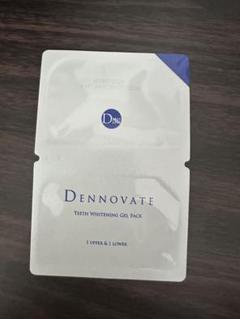 DENNOVATE
TEETH WHITENING GEL PACK
1 UPPER & 1 LOWER